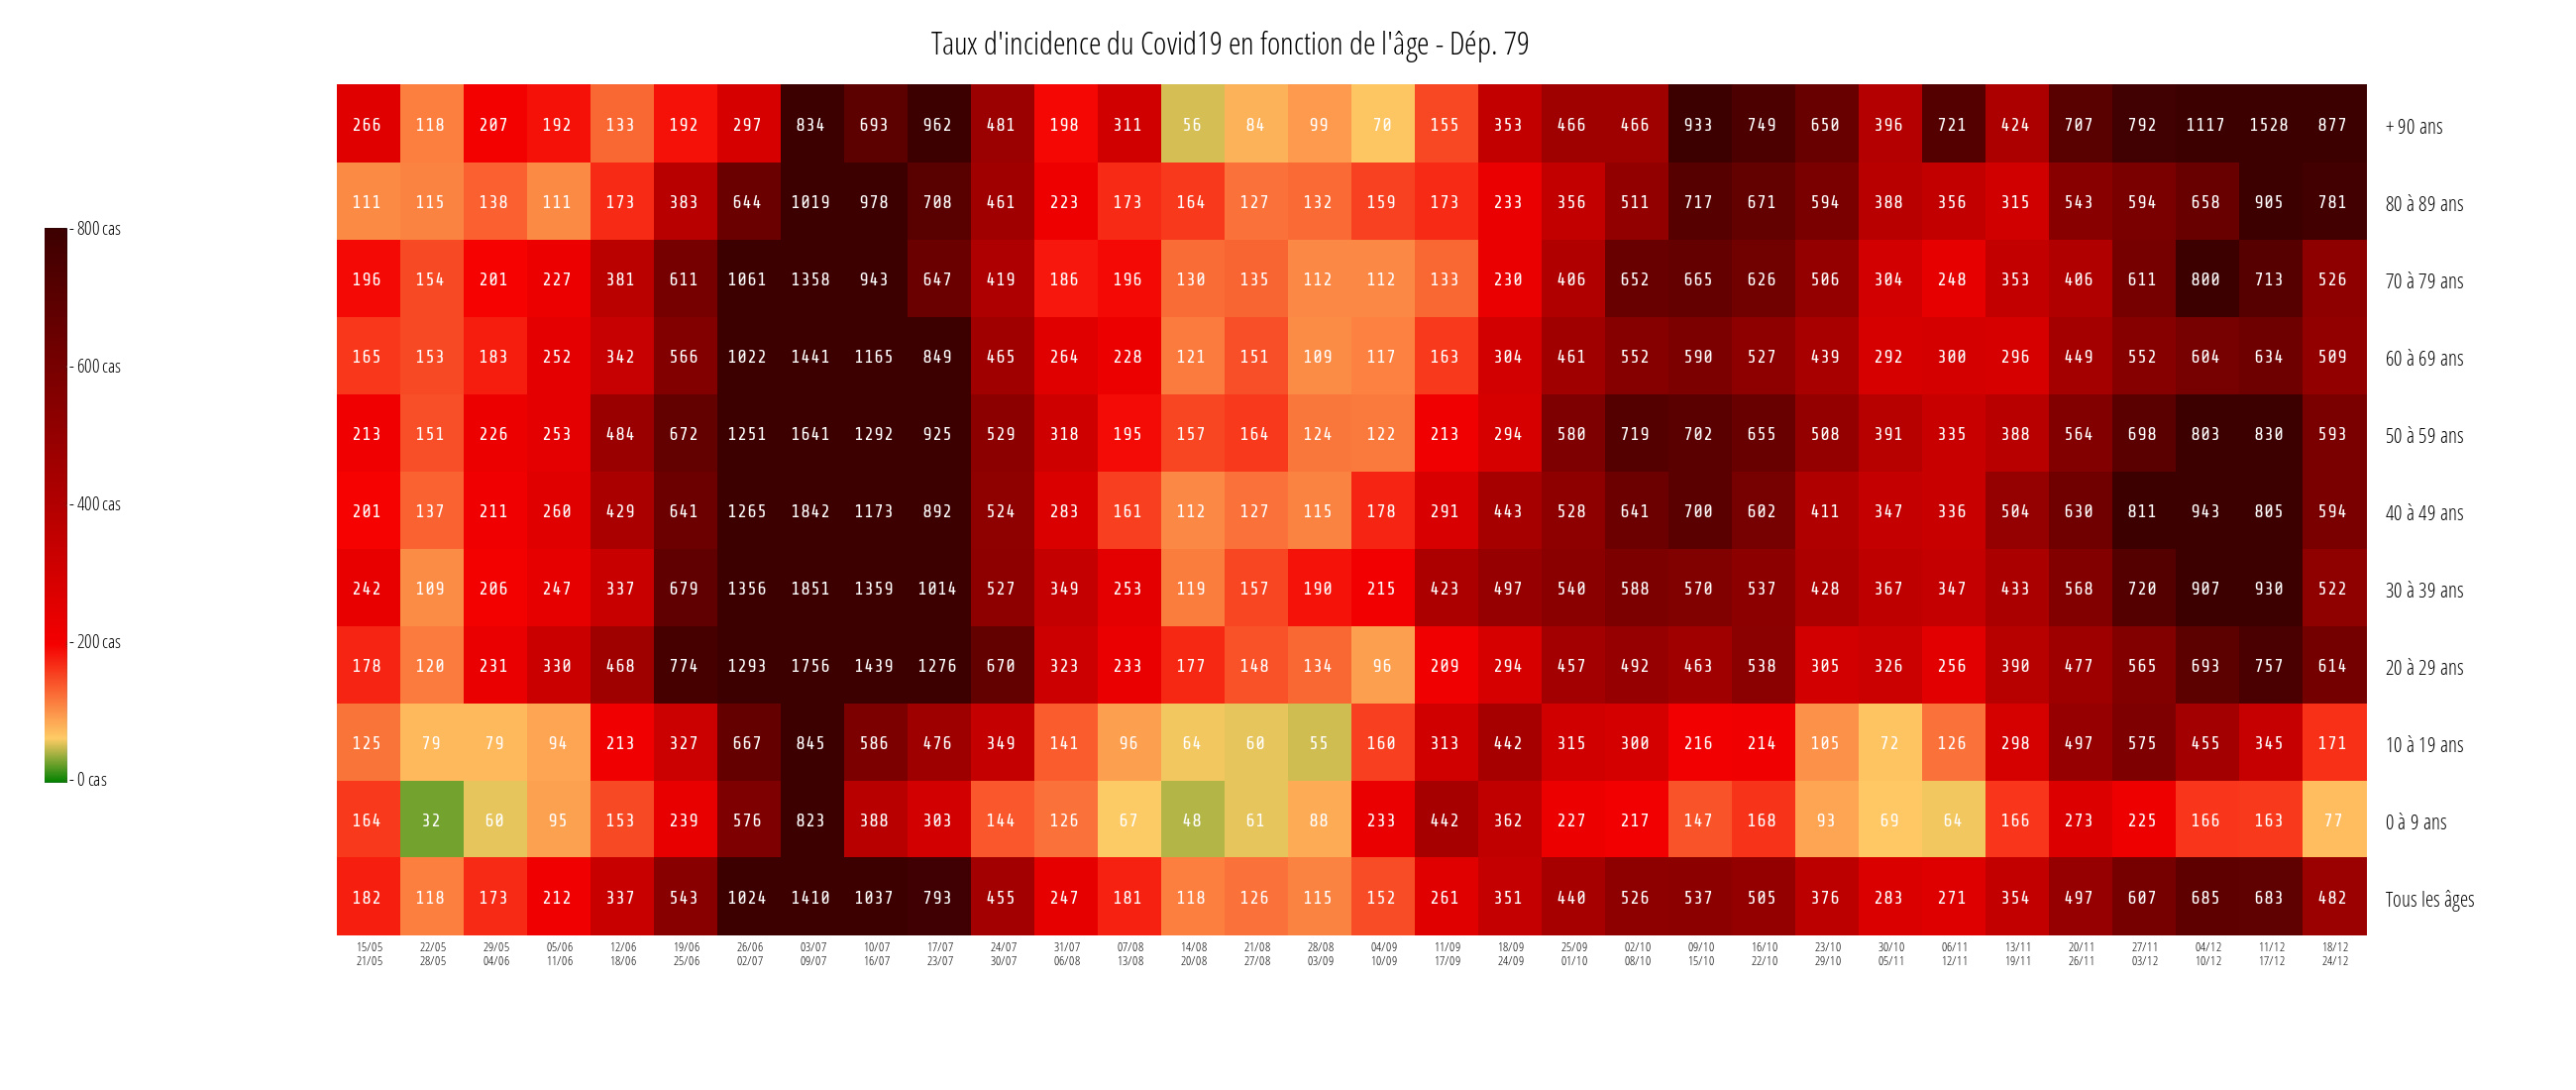 Taux d'incidence du Covid19 en fonction de l'âge - Dép. 79
- 800 cas
- 600 cas
- 400 cas
- 200 cas
- 0 cas
266 118 207 192 133 192 297 834 693 962 481 198 311 56 84 99 70 155 353 466 466 933 749 650 396 721 424 707 792 1117 1528 877 + 90 ans
111 115 138 111 173 383 644 1019 978 708 461 223 173 164 127 132 159 173 233 356 511 717 671 594 388 356 315 543 594 658 905 781 80 à 89 ans
196 154 201 227 381 611 1061 1358 943 647 419 186 196 130 135 112 112 133 230 406 652 665 626 506 304 248 353 406 611 800 713 526 70 à 79 ans
165 153 183 252 342 566 1022 1441 1165 849 465 264 228 121 151 109 117 163 304 461 552 590 527 439 292 300 296 449 552 604 634 509 60 à 69 ans
213 151 226 253 484 672 1251 1641 1292 925 529 318 195 157 164 124 122 213 294 580 719 702 655 508 391 335 388 564 698 803 830 593 50 à 59 ans
201 137 211 260 429 641 1265 1842 1173 892 524 283 161 112 127 115 178 291 443 528 641 700 602 411 347 336 504 630 811 943 805 594 40 à 49 ans
242 109 206 247 337 679 1356 1851 1359 1014 527 349 253 119 157 190 215 423 497 540 588 570 537 428 367 347 433 568 720 907 930 522 30 à 39 ans
178 120 231 330 468 774 1293 1756 1439 1276 670 323 233 177 148 134 96 209 294 457 492 463 538 305 326 256 390 477 565 693 757 614 20 à 29 ans
125 79 79 94 213 327 667 845 586 476 349 141 96 64 60 55 160 313 442 315 300 216 214 105 72 126 298 497 575 455 345 171 10 à 19 ans
164 32 60 95 153 239 576 823 388 303 144 126 67 48 61 88 233 442 362 227 217 147 168 93 69 64 166 273 225 166 163 77 0 à 9 ans
182 118 173 212 337 543 1024 1410 1037 793 455 247 181 118 126 115 152 261 351 440 526 537 505 376 283 271 354 497 607 685 683 482 Tous les âges
15/05 22/05 29/05 05/06 12/06 19/06 26/06 03/07 10/07 17/07 24/07 31/07 07/08 14/08 21/08 28/08 04/09 11/09 18/09 25/09 02/10 09/10 16/10 23/10 30/10 06/11 13/11 20/11 27/11 04/12 11/12 18/12
21/05 28/05 04/06 11/06 18/06 25/06 02/07 09/07 16/07 23/07 30/07 06/08 13/08 20/08 27/08 03/09 10/09 17/09 24/09 01/10 08/10 15/10 22/10 29/10 05/11 12/11 19/11 26/11 03/12 10/12 17/12 24/12